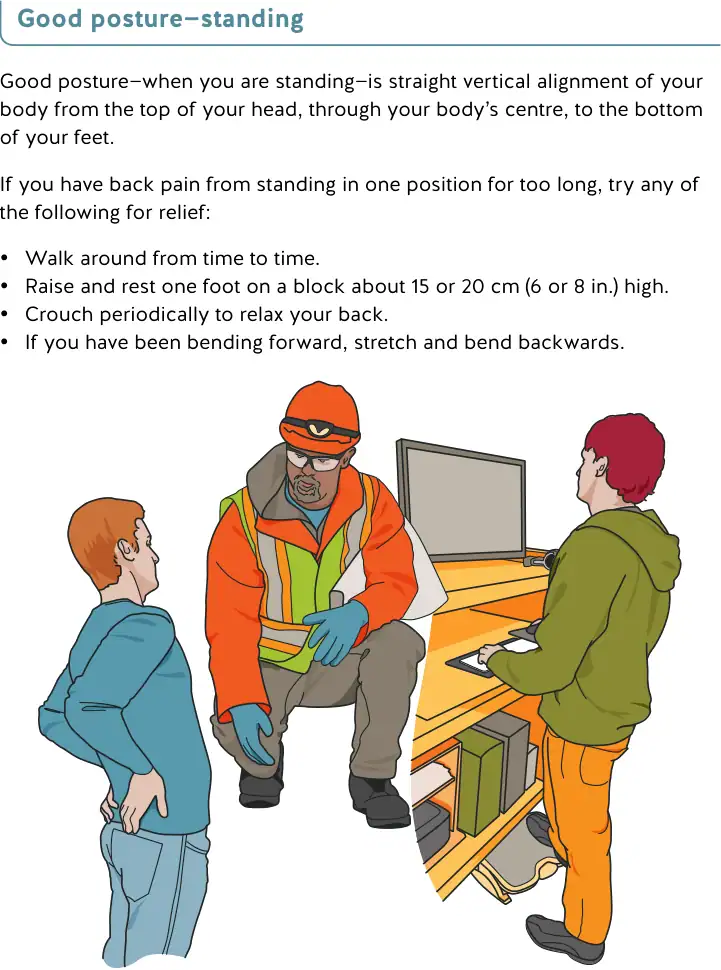 Good posture—standing
Good posture—when you are standing—is straight vertical alignment of your
body from the top of your head, through your body’s centre, to the bottom
of your feet.
If you have back pain from standing in one position for too long, try any of
the following for relief:
• Walk around from time to time.
• Raise and rest one foot on a block about 15 or 20 cm (6 or 8 in.) high.
• Crouch periodically to relax your back.
• If you have been bending forward, stretch and bend backwards.